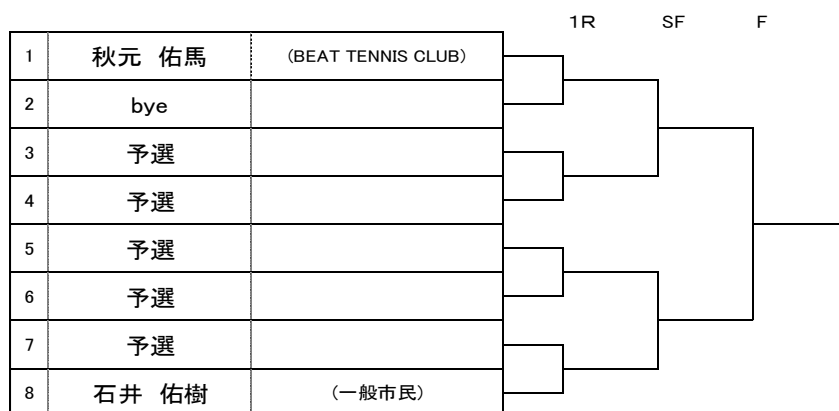 1R SF F
1 秋元 佑馬 (BEAT TENNIS CLUB)
2 bye
3 予選
4 予選
5 予選
6 予選
7 予選
8 石井 佑樹 (一般市民)